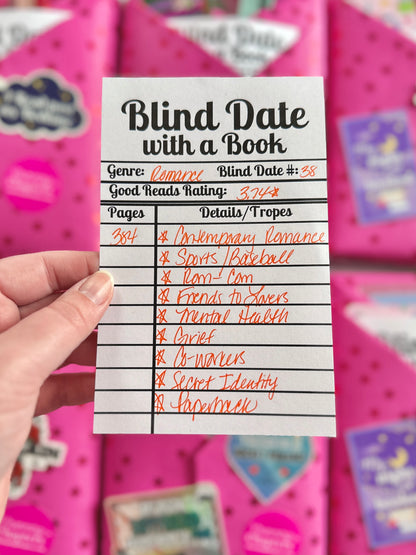 Blind Date
with a Book
Genre: Romance Blind Date #: 38
Good Reads Rating: 3.74☆
Pages Details/Tropes
384 ☆ Contemporary Romance
☆ Sports/Baseball
☆ Rom-Com
☆ Friends to Lovers
☆ Mental Health
☆ Grief
☆ Co-workers
☆ Secret Identity
☆ Paperback